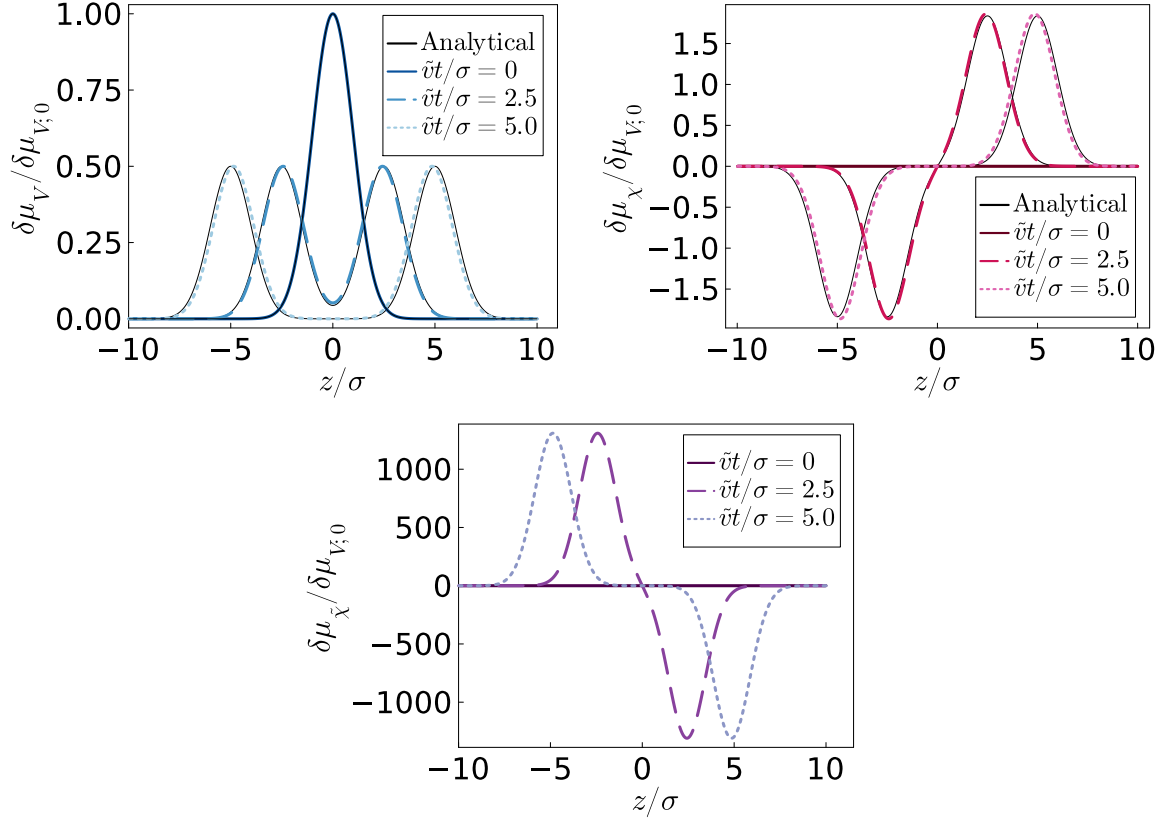 δμ_V/δμ_{V;0}
1.00
0.75
0.50
0.25
0.00
−10
−5
0
5
10
z/σ
Analytical
ṽt/σ = 0
ṽt/σ = 2.5
ṽt/σ = 5.0
δμ_χ/δμ_{V;0}
1.5
1.0
0.5
0.0
−0.5
−1.0
−1.5
−10
−5
0
5
10
z/σ
Analytical
ṽt/σ = 0
ṽt/σ = 2.5
ṽt/σ = 5.0
δμ_χ̃/δμ_{V;0}
1000
500
0
−500
−1000
−10
−5
0
5
10
z/σ
ṽt/σ = 0
ṽt/σ = 2.5
ṽt/σ = 5.0